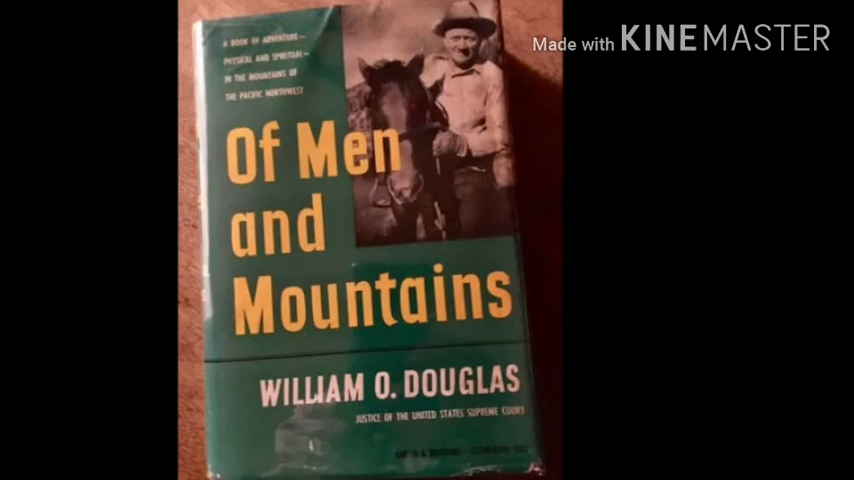 Made with KINEMASTER
A BOOK OF ADVENTURE—
PHYSICAL AND SPIRITUAL—
IN THE MOUNTAINS OF
THE PACIFIC NORTHWEST
Of Men
and
Mountains
WILLIAM O. DOUGLAS
JUSTICE OF THE UNITED STATES SUPREME COURT